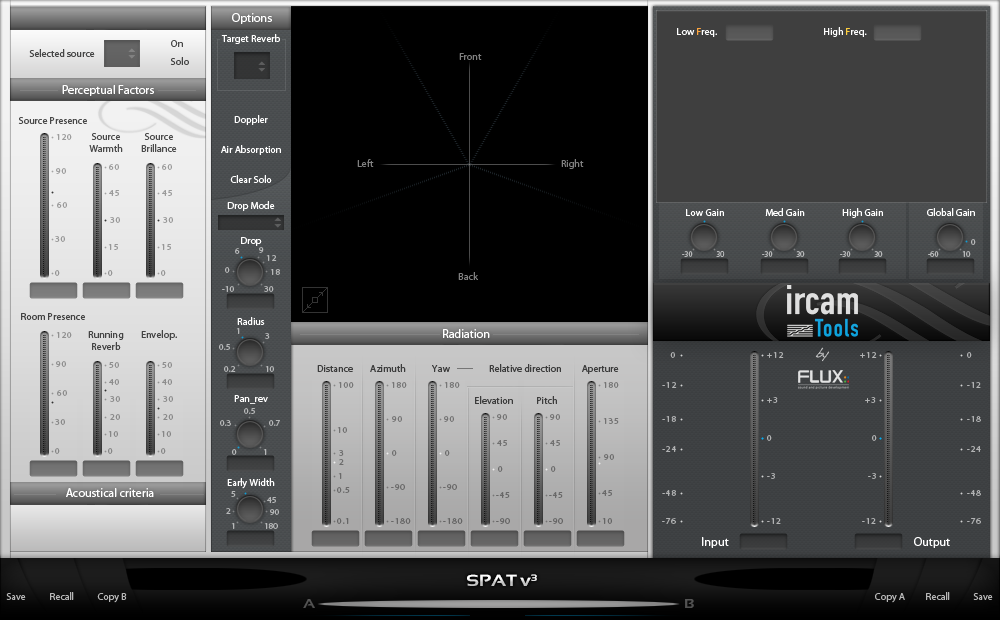 Options
Selected source
On
Solo
Target Reverb
Perceptual Factors
Source Presence
120
90
60
30
0
Source
Warmth
60
45
30
15
0
Source
Brillance
60
45
30
15
0
Room Presence
120
90
60
30
0
Running
Reverb
50
40
30
20
10
0
Envelop.
50
40
30
20
10
0
Acoustical criteria
Doppler
Air Absorption
Clear Solo
Drop Mode
Drop
-10
0
6
9
12
18
30
Radius
0.2
0.5
1
3
10
Pan_rev
0
0.3
0.5
0.7
1
Early Width
1
2
5
45
90
180
Front
Left
Right
Back
Radiation
Distance
100
10
3
2
1
0.5
0.1
Azimuth
180
90
0
-90
-180
Yaw
180
90
0
-90
-180
Relative direction
Elevation
90
45
0
-45
-90
Pitch
90
45
0
-45
-90
Aperture
180
135
90
45
10
Low Freq.
High Freq.
Low Gain
-30
30
Med Gain
-30
30
High Gain
-30
30
Global Gain
0
-60
10
ircam
Tools
by
FLUX::
0
-12
-18
-24
-48
-76
+12
+3
0
-3
-12
+12
+3
0
-3
-12
0
-12
-18
-24
-48
-76
Input
Output
SPAT v3
Save
Recall
Copy B
A
B
Copy A
Recall
Save